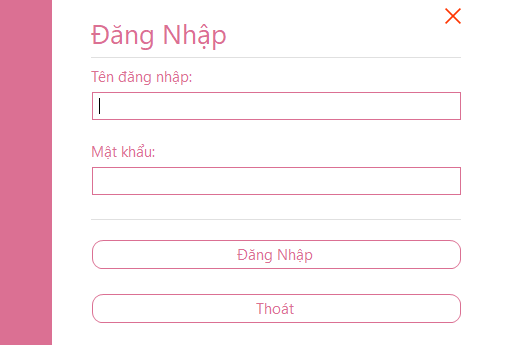 Đăng Nhập
Tên đăng nhập:
Mật khẩu:
Đăng Nhập
Thoát